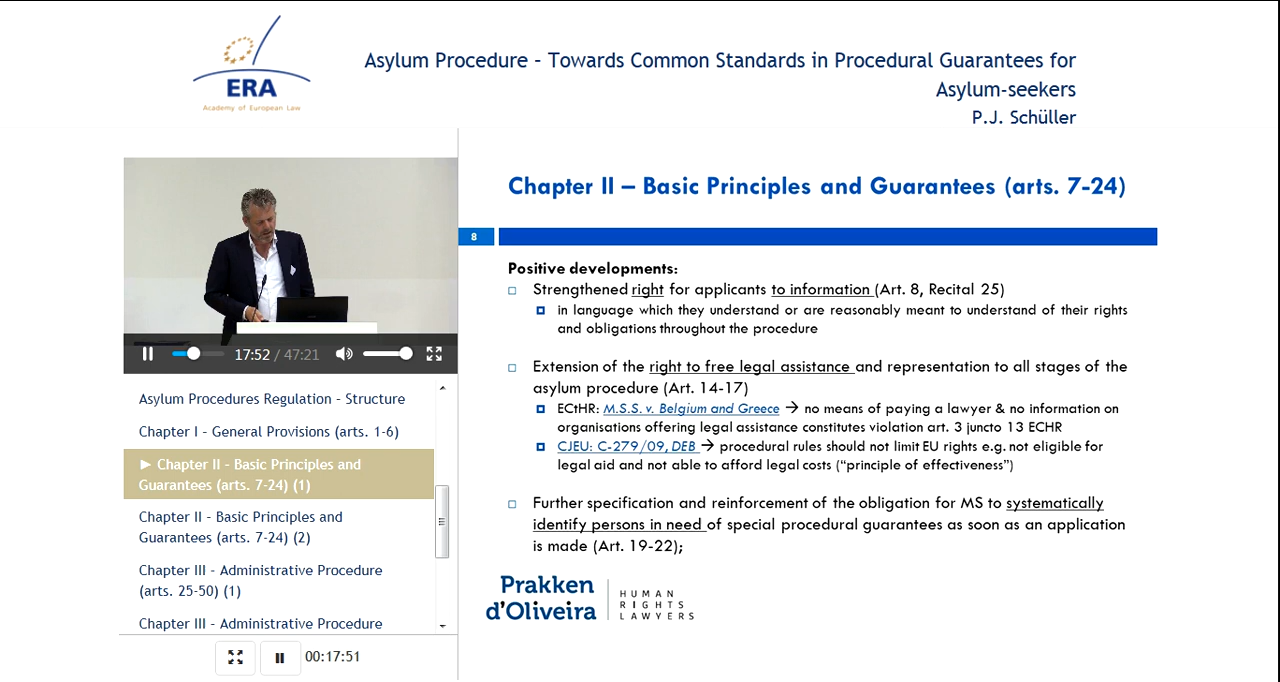 ERA
Academy of European Law
Asylum Procedure - Towards Common Standards in Procedural Guarantees for
Asylum-seekers
P.J. Schüller
17:52 / 47:21
Asylum Procedures Regulation - Structure
Chapter I - General Provisions (arts. 1-6)
► Chapter II - Basic Principles and
Guarantees (arts. 7-24) (1)
Chapter II - Basic Principles and
Guarantees (arts. 7-24) (2)
Chapter III - Administrative Procedure
(arts. 25-50) (1)
Chapter III - Administrative Procedure
00:17:51
Chapter II – Basic Principles and Guarantees (arts. 7-24)
8
Positive developments:
Strengthened right for applicants to information (Art. 8, Recital 25)
in language which they understand or are reasonably meant to understand of their rights
and obligations throughout the procedure
Extension of the right to free legal assistance and representation to all stages of the
asylum procedure (Art. 14-17)
ECtHR: M.S.S. v. Belgium and Greece → no means of paying a lawyer & no information on
organisations offering legal assistance constitutes violation art. 3 juncto 13 ECHR
CJEU: C-279/09, DEB → procedural rules should not limit EU rights e.g. not eligible for
legal aid and not able to afford legal costs (“principle of effectiveness”)
Further specification and reinforcement of the obligation for MS to systematically
identify persons in need of special procedural guarantees as soon as an application
is made (Art. 19-22);
Prakken
d'Oliveira
HUMAN
RIGHTS
LAWYERS